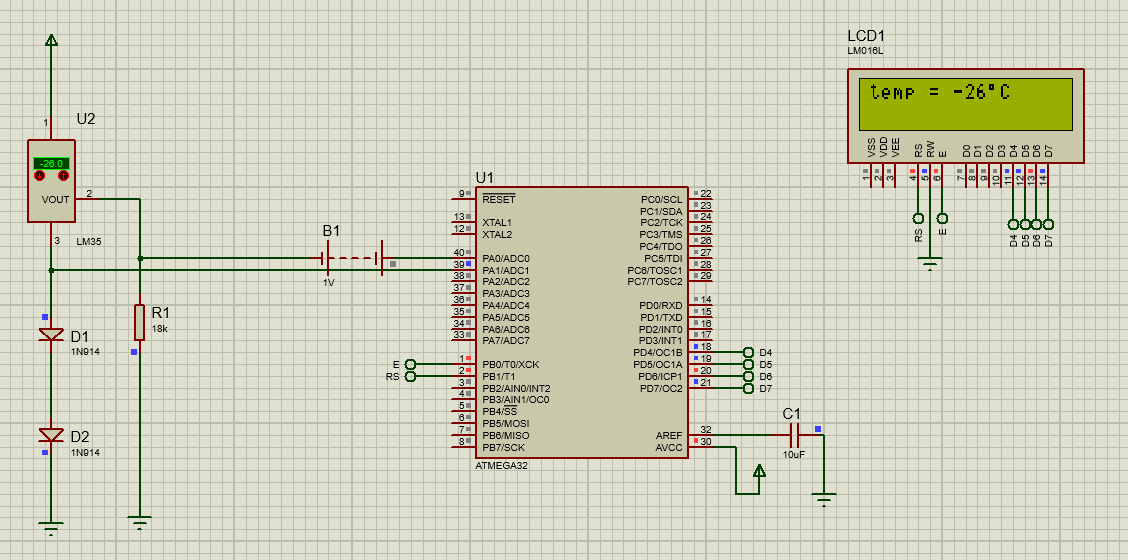 LCD1
LM016L
temp = -26°C
VSS
VDD
VEE
RS
RW
E
D0
D1
D2
D3
D4
D5
D6
D7
1
2
3
4
5
6
7
8
9
10
11
12
13
14
RS
E
D4
D5
D6
D7
1
U2
-26.0
VOUT
2
3
LM35
B1
1V
R1
18k
D1
1N914
D2
1N914
U1
9 RESET
13 XTAL1
12 XTAL2
40 PA0/ADC0
39 PA1/ADC1
38 PA2/ADC2
37 PA3/ADC3
36 PA4/ADC4
35 PA5/ADC5
34 PA6/ADC6
33 PA7/ADC7
E 1 PB0/T0/XCK
RS 2 PB1/T1
3 PB2/AIN0/INT2
4 PB3/AIN1/OC0
5 PB4/SS
6 PB5/MOSI
7 PB6/MISO
8 PB7/SCK
PC0/SCL 22
PC1/SDA 23
PC2/TCK 24
PC3/TMS 25
PC4/TDO 26
PC5/TDI 27
PC6/TOSC1 28
PC7/TOSC2 29
PD0/RXD 14
PD1/TXD 15
PD2/INT0 16
PD3/INT1 17
PD4/OC1B 18 D4
PD5/OC1A 19 D5
PD6/ICP1 20 D6
PD7/OC2 21 D7
AREF 32
AVCC 30
ATMEGA32
C1
10uF